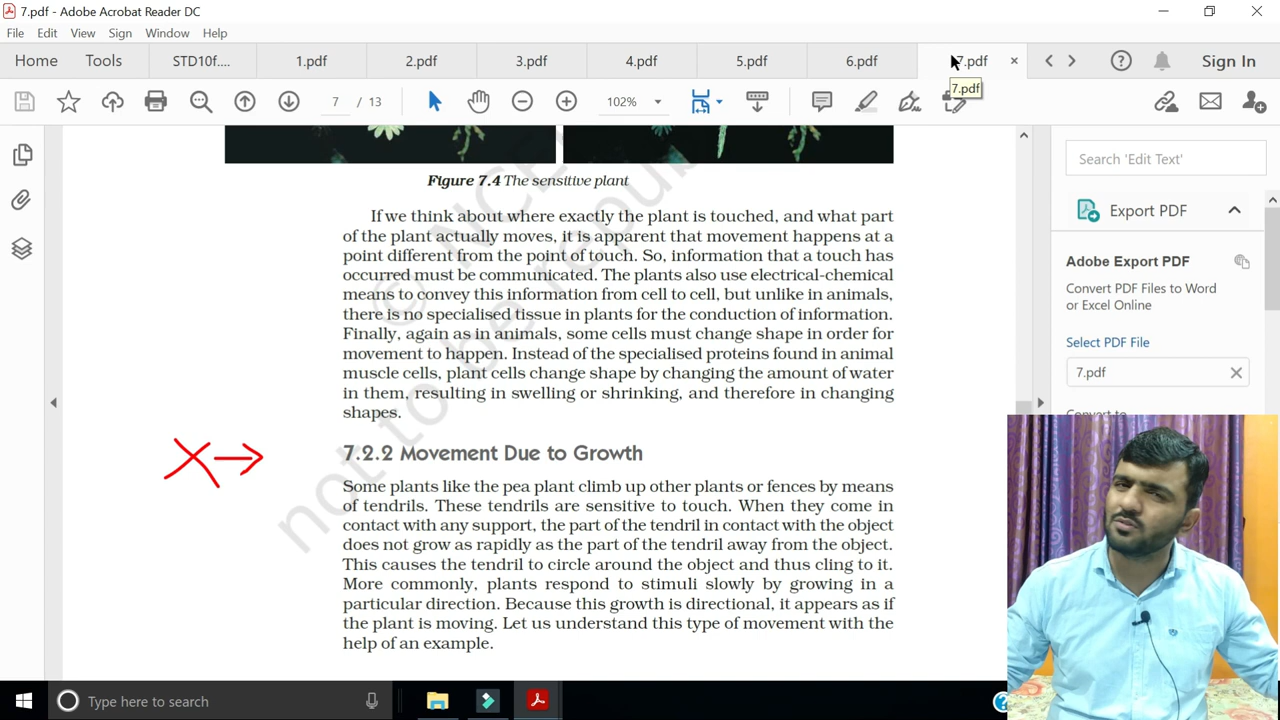 7.pdf - Adobe Acrobat Reader DC
File Edit View Sign Window Help
Home Tools STD10f.... 1.pdf 2.pdf 3.pdf 4.pdf 5.pdf 6.pdf 7.pdf Sign In
7 / 13 102% 7.pdf
Figure 7.4 The sensitive plant
If we think about where exactly the plant is touched, and what part
of the plant actually moves, it is apparent that movement happens at a
point different from the point of touch. So, information that a touch has
occurred must be communicated. The plants also use electrical-chemical
means to convey this information from cell to cell, but unlike in animals,
there is no specialised tissue in plants for the conduction of information.
Finally, again as in animals, some cells must change shape in order for
movement to happen. Instead of the specialised proteins found in animal
muscle cells, plant cells change shape by changing the amount of water
in them, resulting in swelling or shrinking, and therefore in changing
shapes.
7.2.2 Movement Due to Growth
Some plants like the pea plant climb up other plants or fences by means
of tendrils. These tendrils are sensitive to touch. When they come in
contact with any support, the part of the tendril in contact with the object
does not grow as rapidly as the part of the tendril away from the object.
This causes the tendril to circle around the object and thus cling to it.
More commonly, plants respond to stimuli slowly by growing in a
particular direction. Because this growth is directional, it appears as if
the plant is moving. Let us understand this type of movement with the
help of an example.
© NCE
not to be repub
Search 'Edit Text'
Export PDF
Adobe Export PDF
Convert PDF Files to Word
or Excel Online
Select PDF File
7.pdf
Type here to search